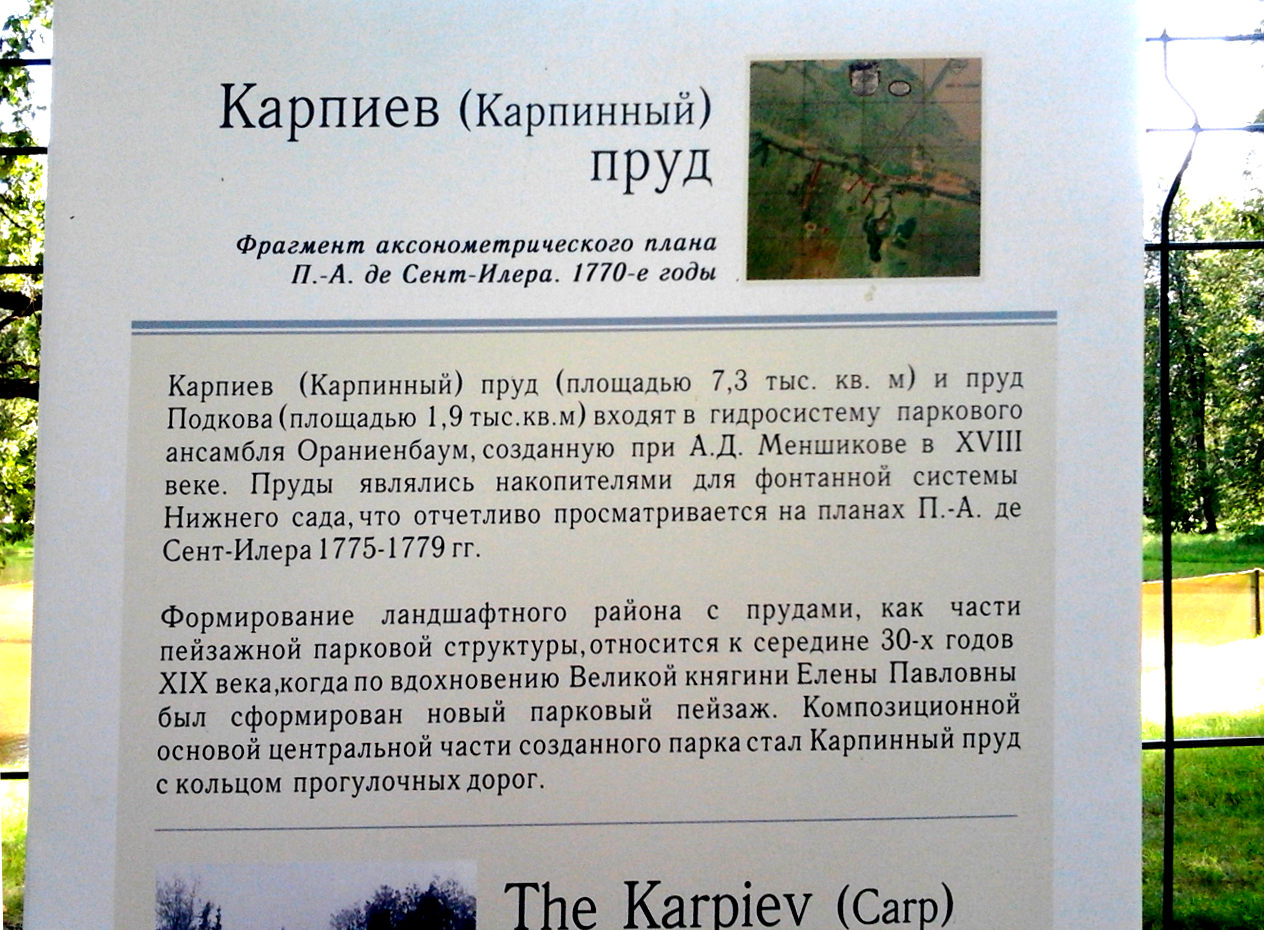 Карпиев (Карпинный)
пруд
Фрагмент аксонометрического плана
П.-А. де Сент-Илера. 1770-е годы
Карпиев (Карпинный) пруд (площадью 7,3 тыс. кв. м) и пруд
Подкова (площадью 1,9 тыс.кв.м) входят в гидросистему паркового
ансамбля Ораниенбаум, созданную при А.Д. Меншикове в XVIII
веке. Пруды являлись накопителями для фонтанной системы
Нижнего сада, что отчетливо просматривается на планах П.-А. де
Сент-Илера 1775-1779 гг.
Формирование ландшафтного района с прудами, как части
пейзажной парковой структуры, относится к середине 30-х годов
XIX века, когда по вдохновению Великой княгини Елены Павловны
был сформирован новый парковый пейзаж. Композиционной
основой центральной части созданного парка стал Карпинный пруд
с кольцом прогулочных дорог.
The Karpiev (Carp)